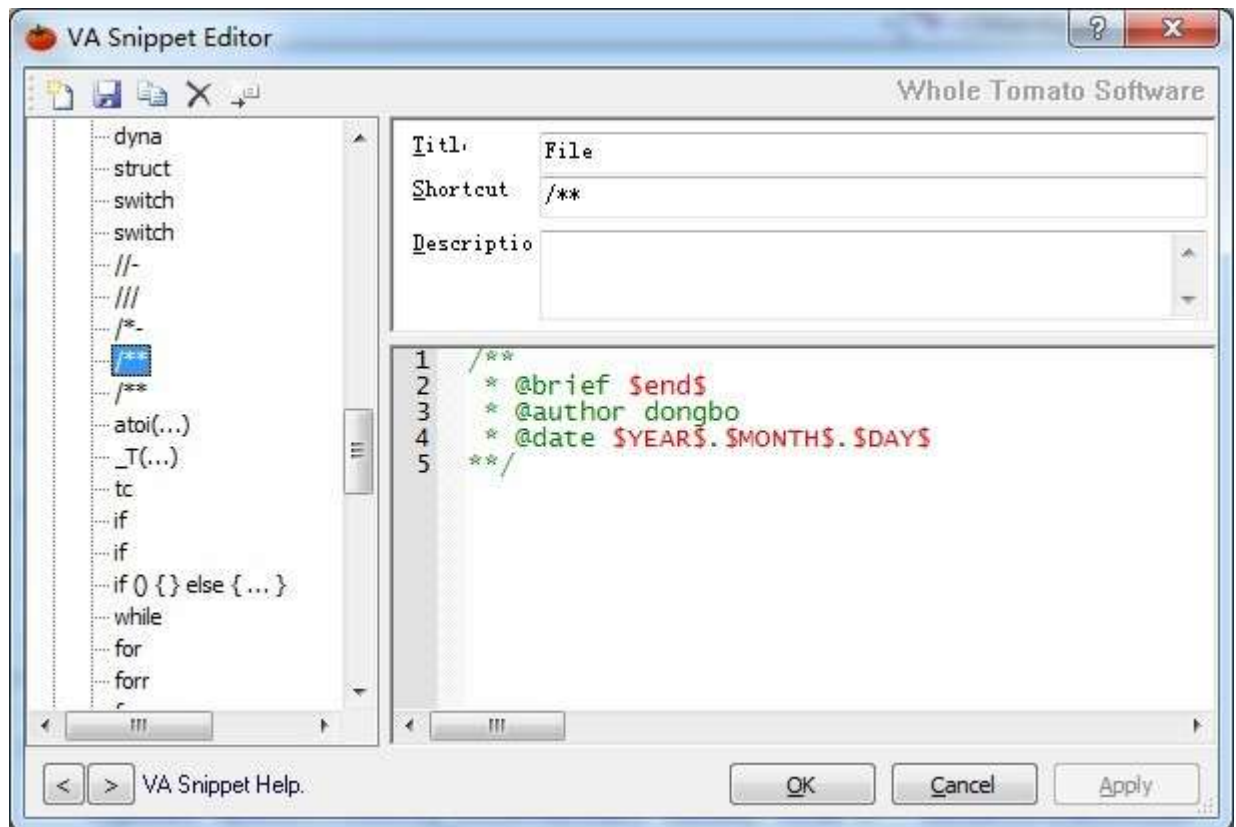 VA Snippet Editor
Whole Tomato Software
dyna
struct
switch
switch
//-
///
/*-
/**
/**
atoi(...)
_T(...)
tc
if
if
if () { } else { ... }
while
for
forr
Titl
File
Shortcut
/**
Descriptio
1 /**
2 * @brief $end$
3 * @author dongbo
4 * @date $YEAR$.$MONTH$.$DAY$
5 **/
< > VA Snippet Help.
OK
Cancel
Apply